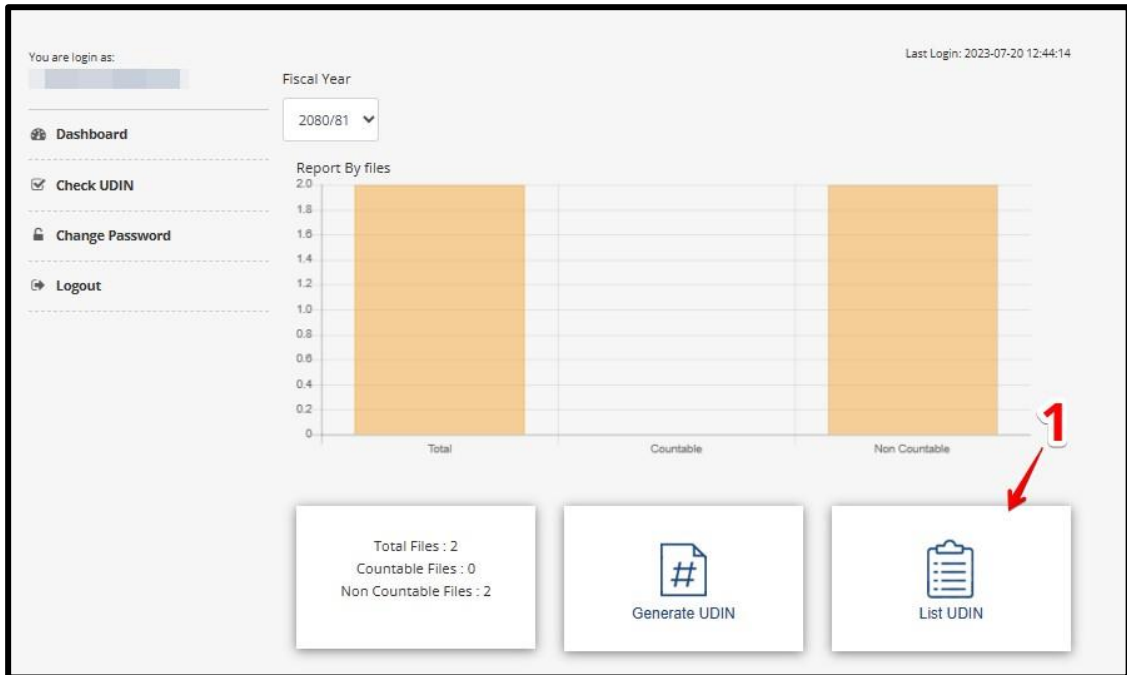 You are login as:
Last Login: 2023-07-20 12:44:14
Dashboard
Check UDIN
Change Password
Logout
Fiscal Year
2080/81
Report By files
2.0
1.8
1.6
1.4
1.2
1.0
0.8
0.6
0.4
0.2
0
Total
Countable
Non Countable
1
Total Files : 2
Countable Files : 0
Non Countable Files : 2
#
Generate UDIN
List UDIN